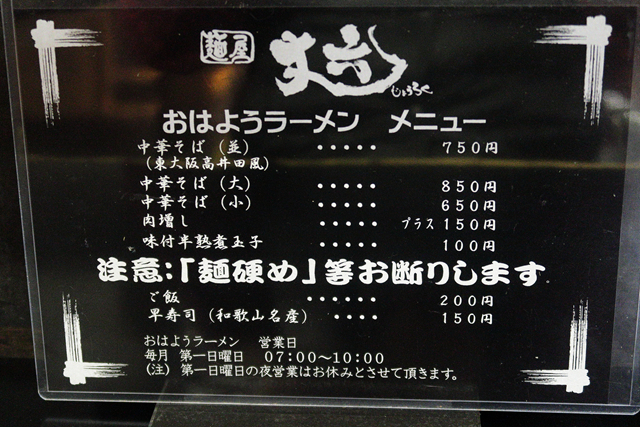 麺屋 丈六
じょうろく
おはようラーメン メニュー
中華そば（並） ・・・・・ 750円
（東大阪高井田風）
中華そば（大） ・・・・・ 850円
中華そば（小） ・・・・・ 650円
肉増し ・・・・・ プラス 150円
味付半熟煮玉子 ・・・・・ 100円
注意:「麺硬め」等お断りします
ご飯 ・・・・・・ 200円
早寿司（和歌山名産） ・・・・ 150円
おはようラーメン 営業日
毎月 第一日曜日 07:00～10:00
（注） 第一日曜日の夜営業はお休みとさせて頂きます。